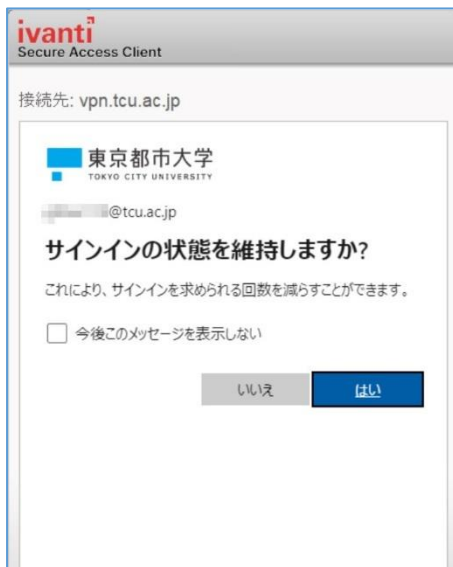 ivanti
Secure Access Client
接続先: vpn.tcu.ac.jp
東京都市大学
TOKYO CITY UNIVERSITY
@tcu.ac.jp
サインインの状態を維持しますか?
これにより、サインインを求められる回数を減らすことができます。
今後このメッセージを表示しない
いいえ はい